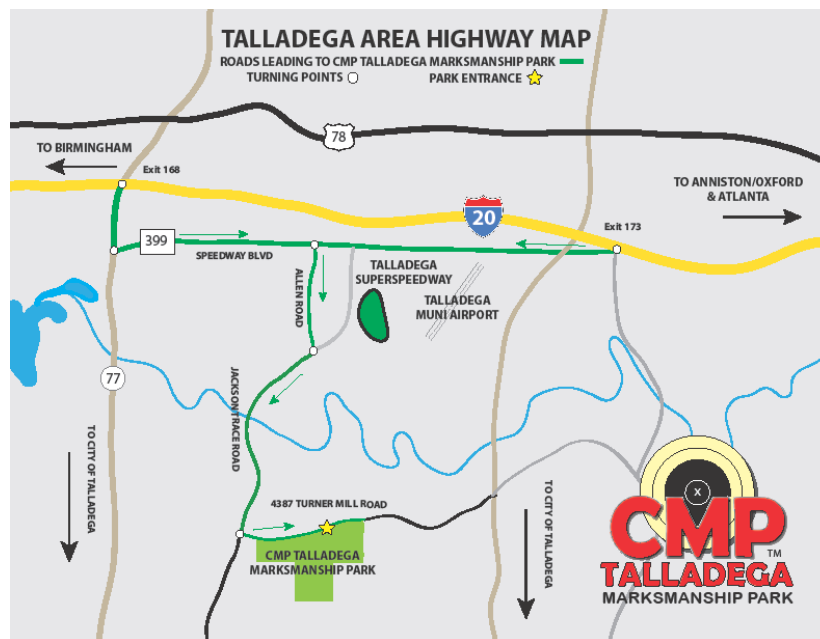 TALLADEGA AREA HIGHWAY MAP
ROADS LEADING TO CMP TALLADEGA MARKSMANSHIP PARK
TURNING POINTS
PARK ENTRANCE
78
TO BIRMINGHAM
Exit 168
TO ANNISTON/OXFORD
& ATLANTA
20
Exit 173
399
SPEEDWAY BLVD
TALLADEGA
SUPERSPEEDWAY
ALLEN ROAD
TALLADEGA
MUNI AIRPORT
77
JACKSON TRACE ROAD
TO CITY OF TALLADEGA
4387 TURNER MILL ROAD
TO CITY OF TALLADEGA
CMP TALLADEGA
MARKSMANSHIP PARK
X
CMP™
TALLADEGA
MARKSMANSHIP PARK